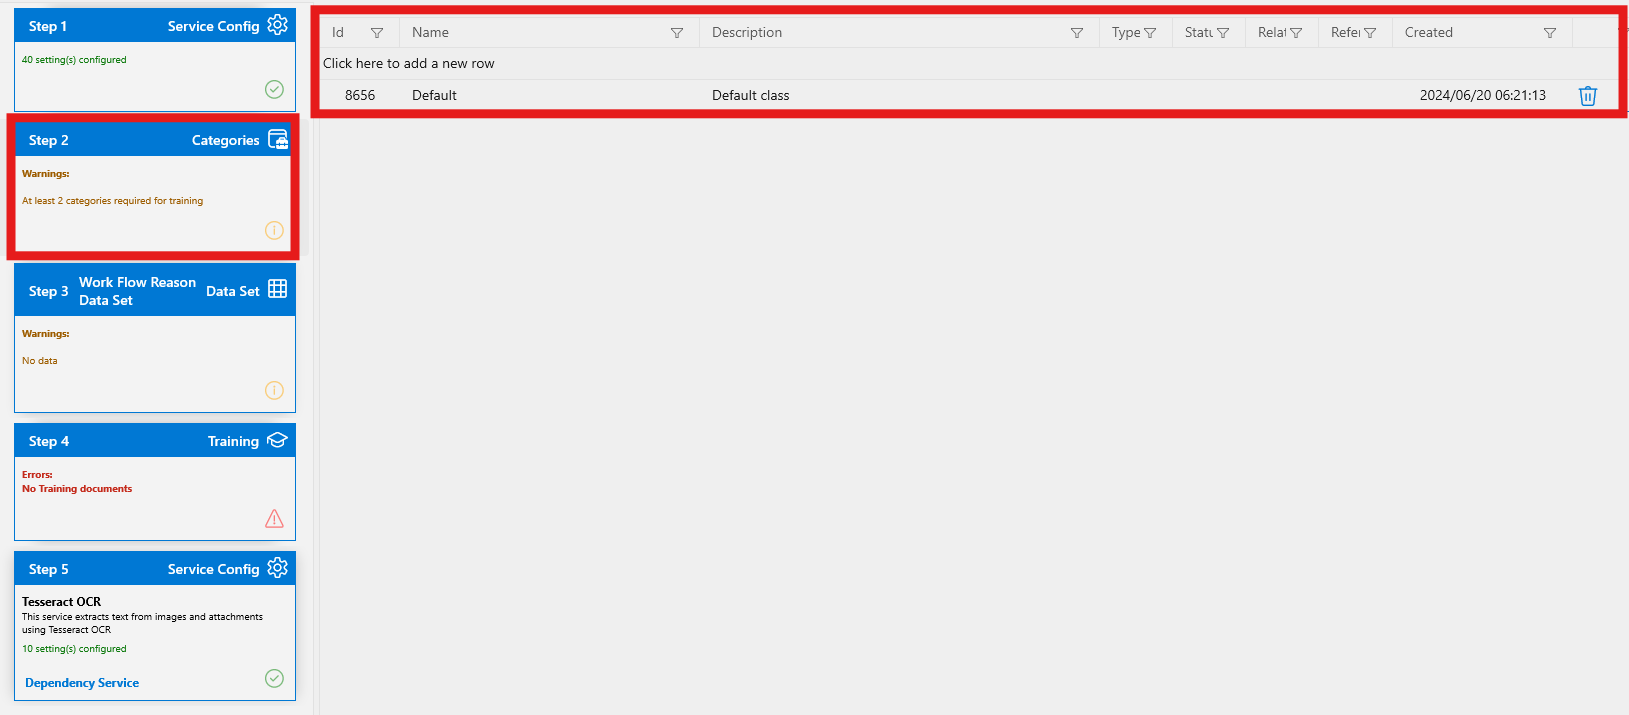 Step 1 Service Config
40 setting(s) configured
Step 2 Categories
Warnings:
At least 2 categories required for training
Step 3 Work Flow Reason Data Set Data Set
Warnings:
No data
Step 4 Training
Errors:
No Training documents
Step 5 Service Config
Tesseract OCR
This service extracts text from images and attachments
using Tesseract OCR
10 setting(s) configured
Dependency Service
Id Name Description Type Statu Relat Refer Created
Click here to add a new row
8656 Default Default class 2024/06/20 06:21:13